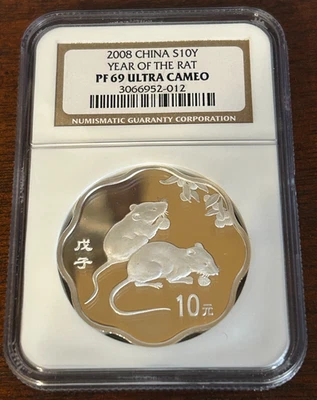 2008 CHINA S10Y
YEAR OF THE RAT
PF 69 ULTRA CAMEO
3066952-012
NUMISMATIC GUARANTY CORPORATION
戊
子
10元